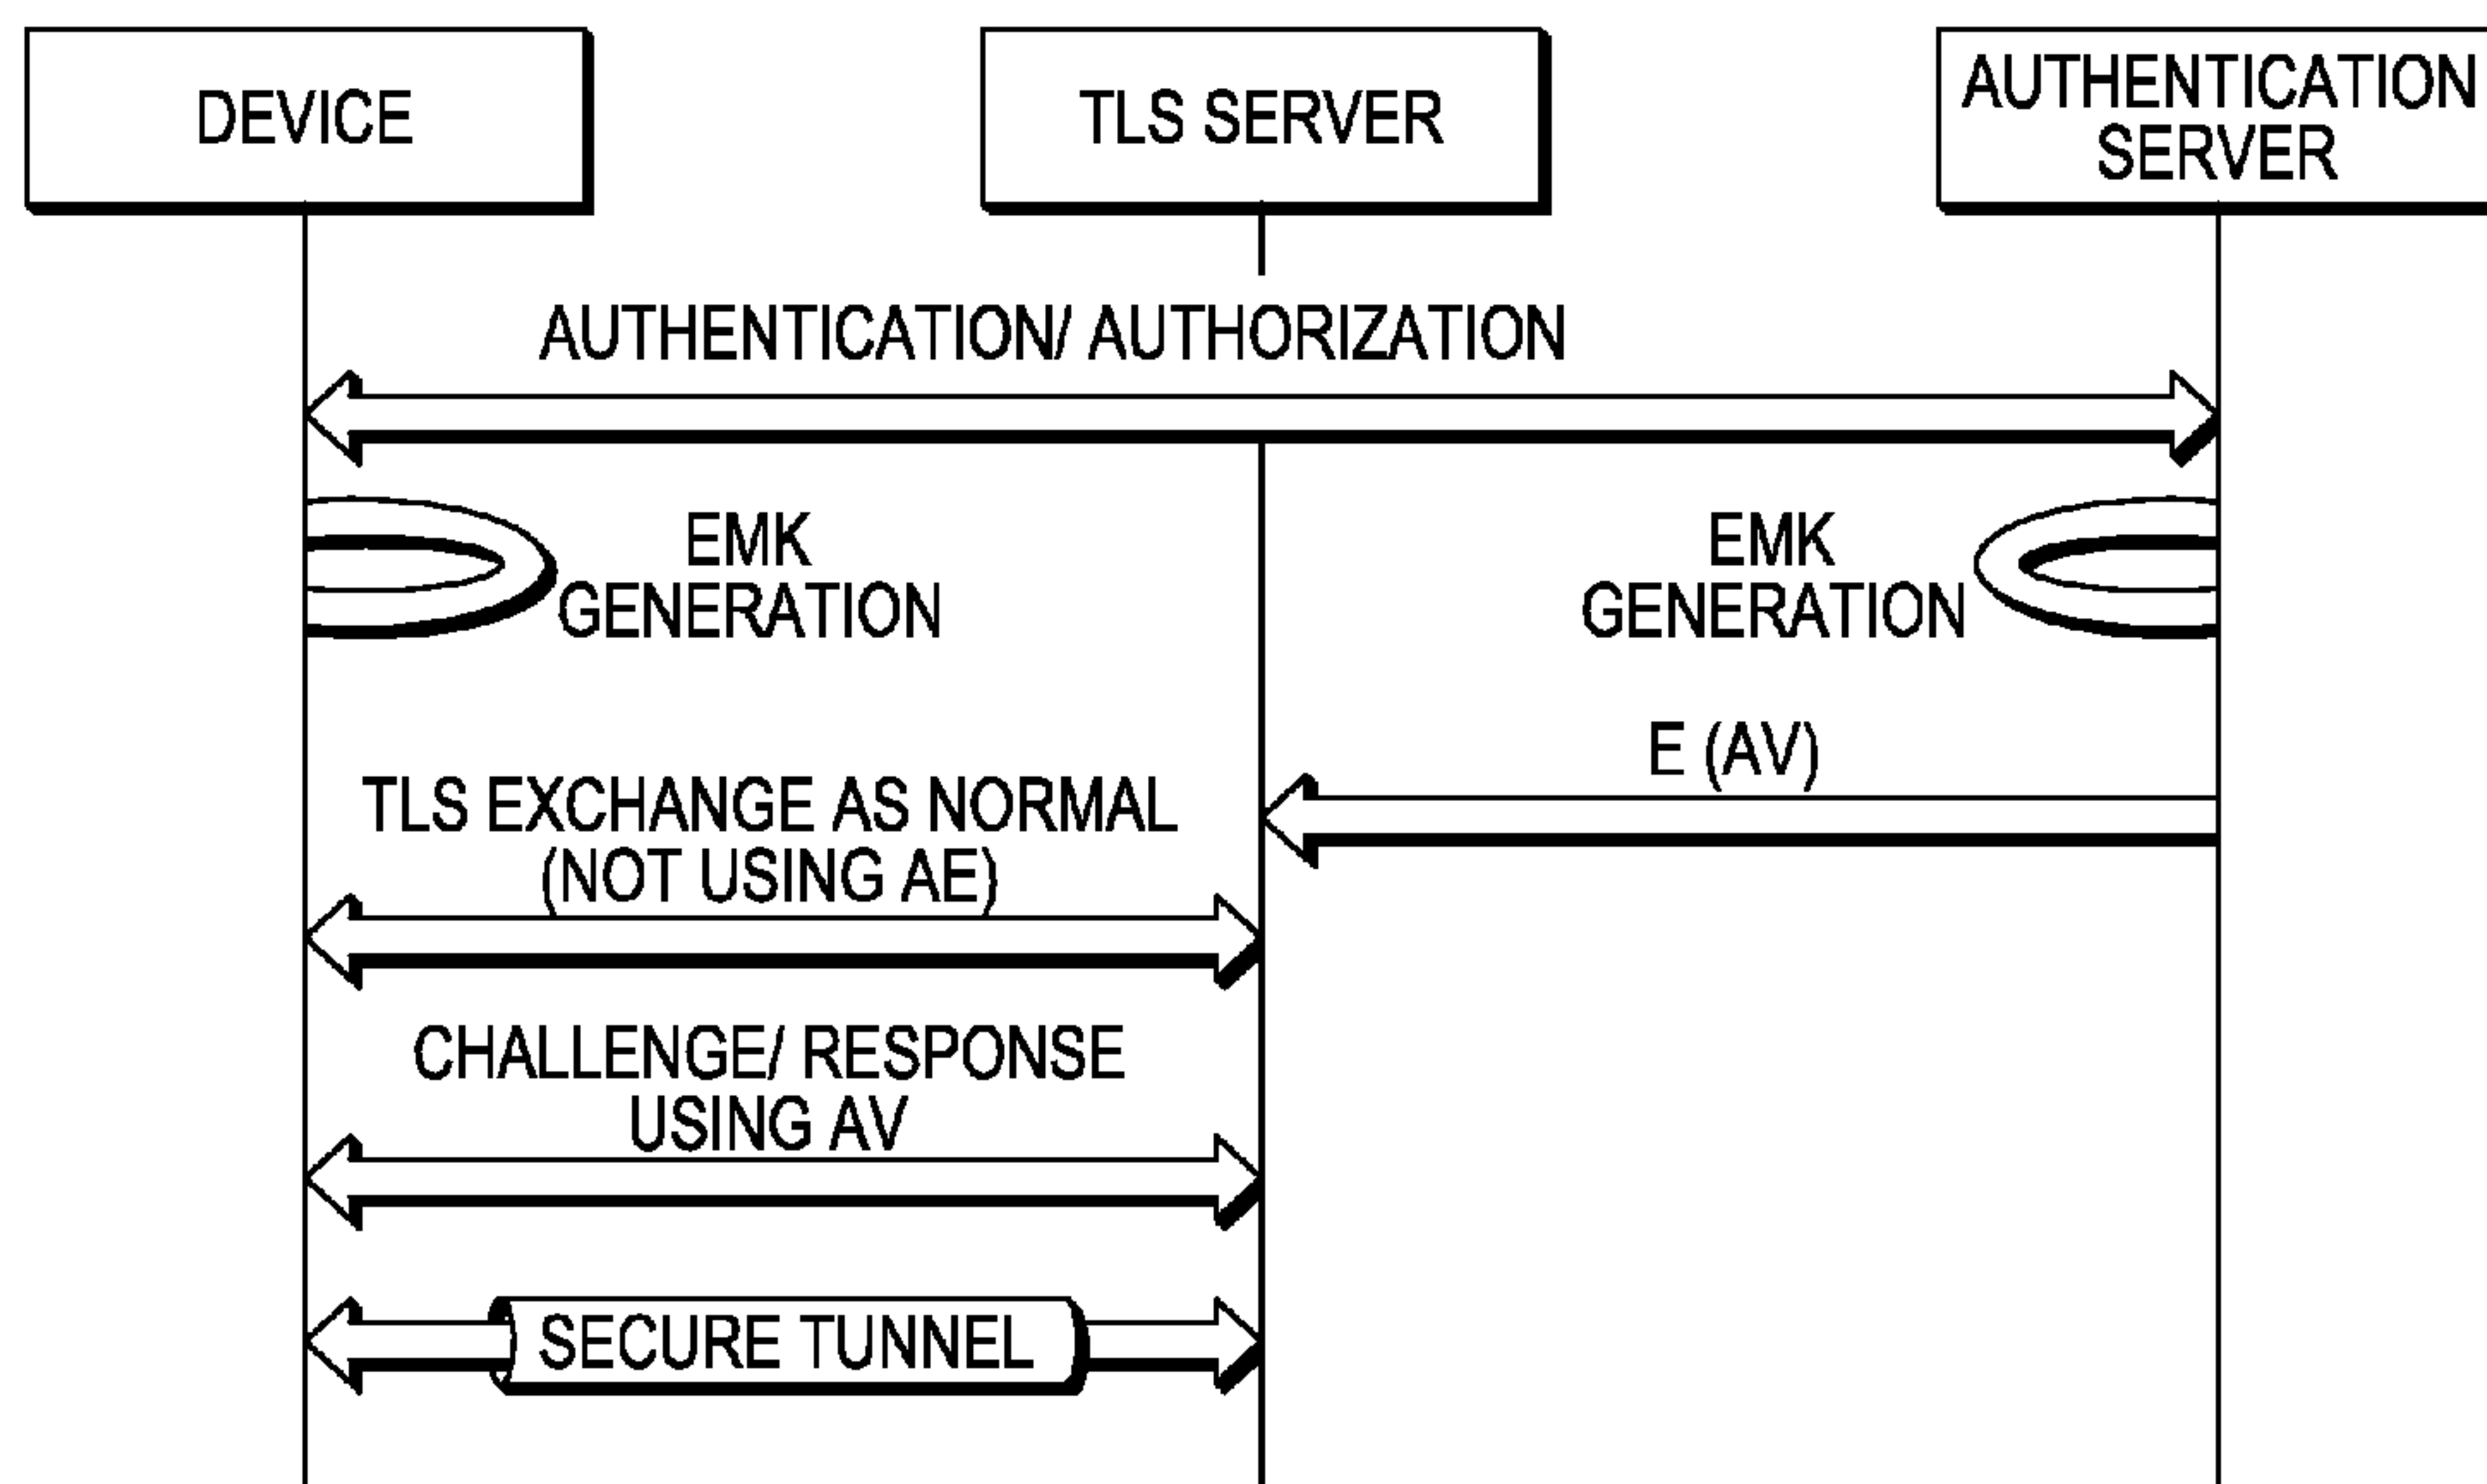 DEVICE
TLS SERVER
AUTHENTICATION
SERVER
AUTHENTICATION/ AUTHORIZATION
EMK
GENERATION
EMK
GENERATION
E (AV)
TLS EXCHANGE AS NORMAL
(NOT USING AE)
CHALLENGE/ RESPONSE
USING AV
SECURE TUNNEL